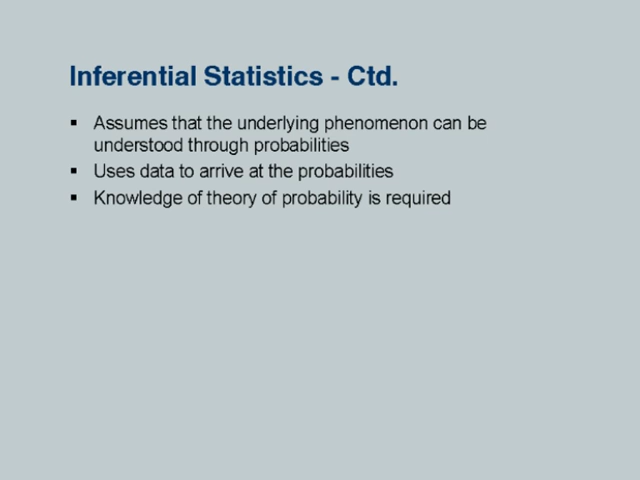 Inferential Statistics - Ctd.
▪ Assumes that the underlying phenomenon can be
understood through probabilities
▪ Uses data to arrive at the probabilities
▪ Knowledge of theory of probability is required